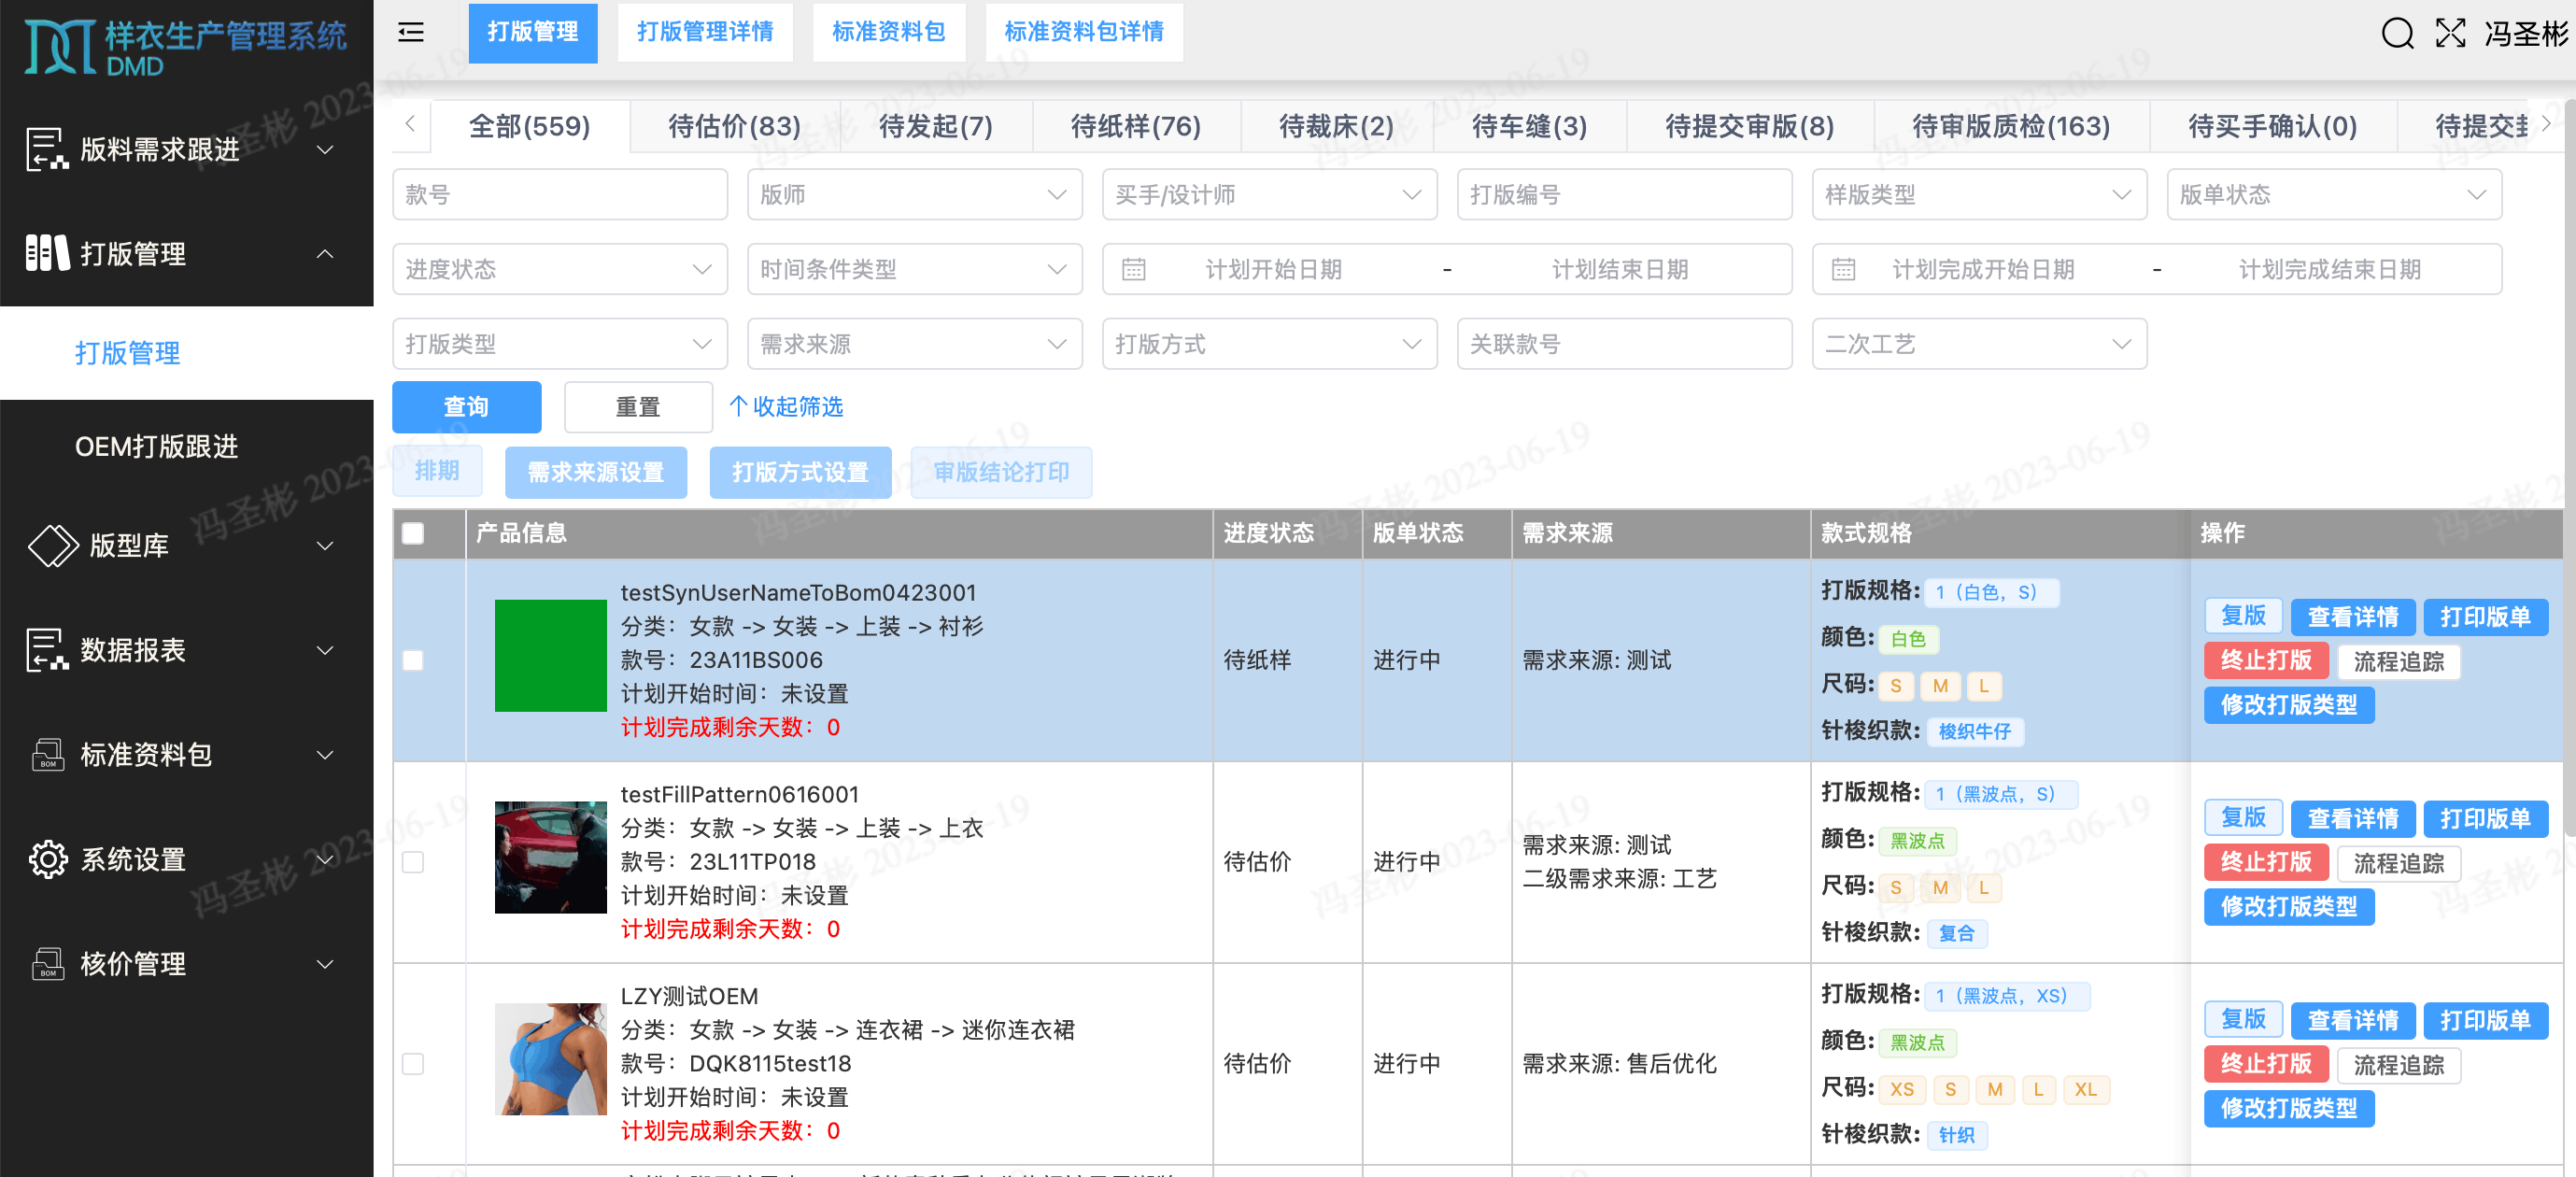 样衣生产管理系统
DMD
打版管理
打版管理详情
标准资料包
标准资料包详情
冯圣彬
版料需求跟进
打版管理
打版管理
OEM打版跟进
版型库
数据报表
标准资料包
系统设置
核价管理
全部(559)
待估价(83)
待发起(7)
待纸样(76)
待裁床(2)
待车缝(3)
待提交审版(8)
待审版质检(163)
待买手确认(0)
款号
版师
买手/设计师
打版编号
样版类型
版单状态
进度状态
时间条件类型
计划开始日期 - 计划结束日期
计划完成开始日期 - 计划完成结束日期
打版类型
需求来源
打版方式
关联款号
二次工艺
查询
重置
收起筛选
排期
需求来源设置
打版方式设置
审版结论打印
产品信息
进度状态
版单状态
需求来源
款式规格
操作
testSynUserNameToBom0423001
分类：女款 -> 女装 -> 上装 -> 衬衫
款号：23A11BS006
计划开始时间：未设置
计划完成剩余天数：0
待纸样
进行中
需求来源: 测试
打版规格: 1（白色，S）
颜色: 白色
尺码: S M L
针梭织款: 梭织牛仔
复版 查看详情 打印版单
终止打版 流程追踪
修改打版类型
testFillPattern0616001
分类：女款 -> 女装 -> 上装 -> 上衣
款号：23L11TP018
计划开始时间：未设置
计划完成剩余天数：0
待估价
进行中
需求来源: 测试
二级需求来源: 工艺
打版规格: 1（黑波点，S）
颜色: 黑波点
尺码: S M L
针梭织款: 复合
复版 查看详情 打印版单
终止打版 流程追踪
修改打版类型
LZY测试OEM
分类：女款 -> 女装 -> 连衣裙 -> 迷你连衣裙
款号：DQK8115test18
计划开始时间：未设置
计划完成剩余天数：0
待估价
进行中
需求来源: 售后优化
打版规格: 1（黑波点，XS）
颜色: 黑波点
尺码: XS S M L XL
针梭织款: 针织
复版 查看详情 打印版单
终止打版 流程追踪
修改打版类型
冯圣彬 2023-06-19